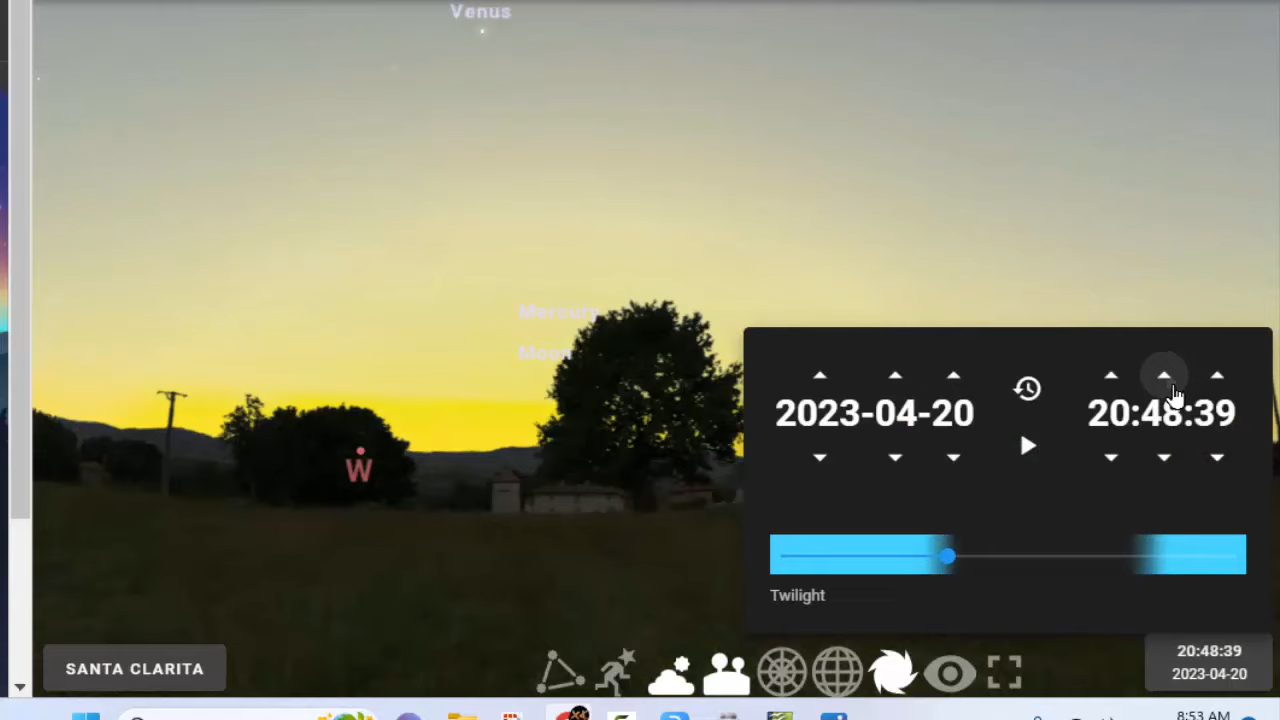 Venus
Mercury
Moon
W
2023-04-20
20:48:39
Twilight
SANTA CLARITA
20:48:39
2023-04-20
8:53 AM